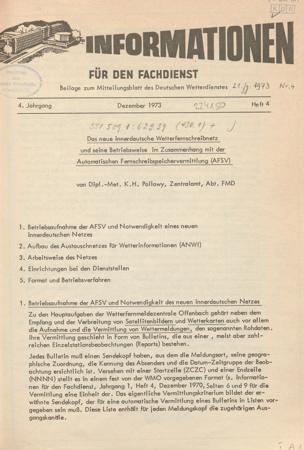 INFORMATIONEN
FÜR DEN FACHDIENST
Beilage zum Mitteilungsblatt des Deutschen Wetterdienstes 1973 Nr. 4
4. Jahrgang Dezember 1973 Heft 4
Das neue innerdeutsche Wetterfernschreibnetz
und seine Betriebsweise im Zusammenhang mit der
Automatischen Fernschreibspeichervermittlung (AFSV)
von Dipl.-Met. K.H. Pollowy, Zentralamt, Abt. FMD
1. Betriebsaufnahme der AFSV und Notwendigkeit eines neuen
innerdeutschen Netzes
2. Aufbau des Austauschnetzes für Wetterinformationen (ANWI)
3. Arbeitsweise des Netzes
4. Einrichtungen bei den Dienststellen
5. Format und Betriebsverfahren
1. Betriebsaufnahme der AFSV und Notwendigkeit des neuen innerdeutschen Netzes
Zu den Hauptaufgaben der Wetterfernmeldezentrale Offenbach gehört neben dem
Empfang und der Verbreitung von Satellitenbildern und Wetterkarten auch vor allem
die Aufnahme und die Vermittlung von Wettermeldungen, den sogenannten Rohdaten.
Ihre Vermittlung geschieht in Form von Bulletins, die aus einer, meist aber zahl-
reichen Einzelstationsbeobachtungen (Reports) bestehen.
Jedes Bulletin muß einen Sendekopf haben, aus dem die Meldungsart, seine geogra-
phische Zuordnung, die Kennung des Absenders und die Datum-Zeitgruppe der Beob-
achtung ersichtlich ist. Versehen mit einer Startzeile (ZCZC) und einer Endzeile
(NNNN) stellt es in einem fest von der WMO vorgegebenen Format (s. Informatio-
nen für den Fachdienst, Jahrgang 1, Heft 4, Dezember 1970, Seiten 6 und 9 für die
Vermittlung eine Einheit dar. Das eigentliche Vermittlungskriterium bildet der er-
wähnte Sendekopf, der für eine automatische Vermittlung eines Bulletins in Listen vor-
gegeben sein muß. Diese Liste enthält für jeden Meldungskopf die zugehörigen Aus-
gangskanäle.